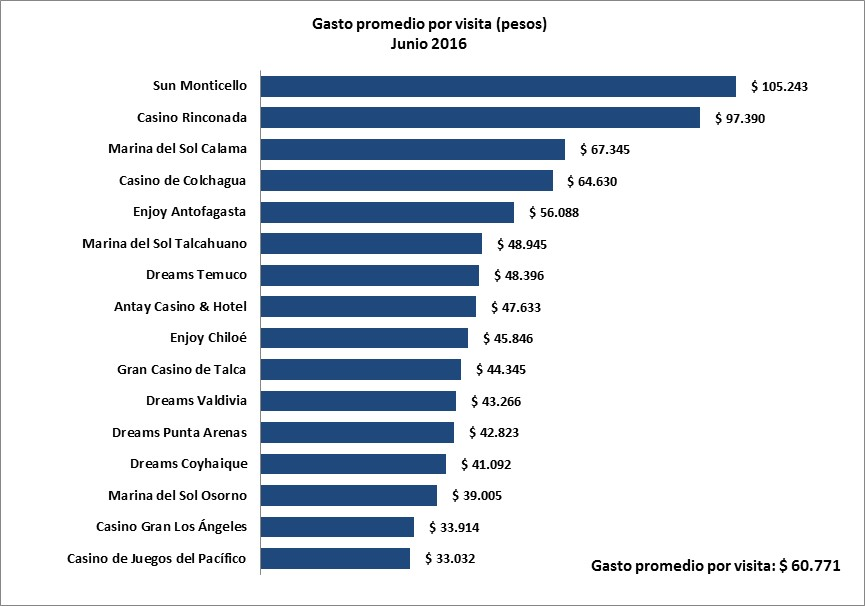 Gasto promedio por visita (pesos)
Junio 2016
Sun Monticello $ 105.243
Casino Rinconada $ 97.390
Marina del Sol Calama $ 67.345
Casino de Colchagua $ 64.630
Enjoy Antofagasta $ 56.088
Marina del Sol Talcahuano $ 48.945
Dreams Temuco $ 48.396
Antay Casino & Hotel $ 47.633
Enjoy Chiloé $ 45.846
Gran Casino de Talca $ 44.345
Dreams Valdivia $ 43.266
Dreams Punta Arenas $ 42.823
Dreams Coyhaique $ 41.092
Marina del Sol Osorno $ 39.005
Casino Gran Los Ángeles $ 33.914
Casino de Juegos del Pacífico $ 33.032
Gasto promedio por visita: $ 60.771